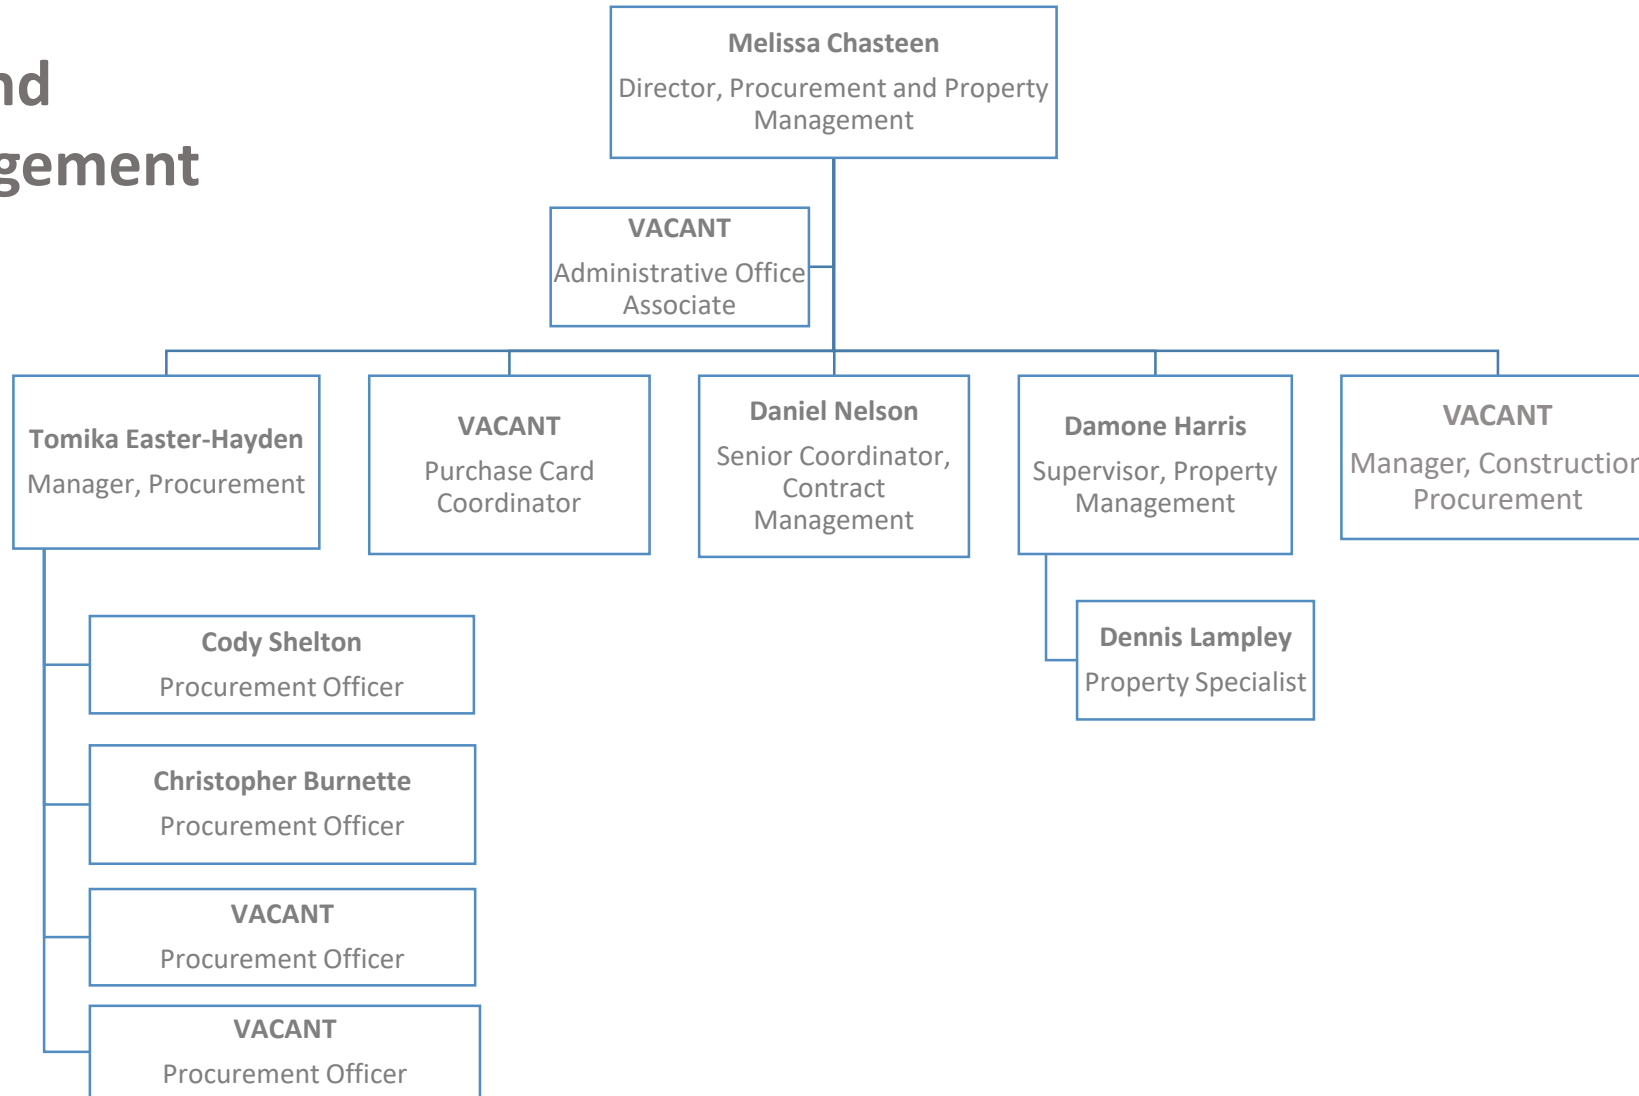 nd
gement
Melissa Chasteen
Director, Procurement and Property
Management
VACANT
Administrative Office
Associate
Tomika Easter-Hayden
Manager, Procurement
VACANT
Purchase Card
Coordinator
Daniel Nelson
Senior Coordinator,
Contract
Management
Damone Harris
Supervisor, Property
Management
VACANT
Manager, Construction
Procurement
Cody Shelton
Procurement Officer
Christopher Burnette
Procurement Officer
VACANT
Procurement Officer
VACANT
Procurement Officer
Dennis Lampley
Property Specialist